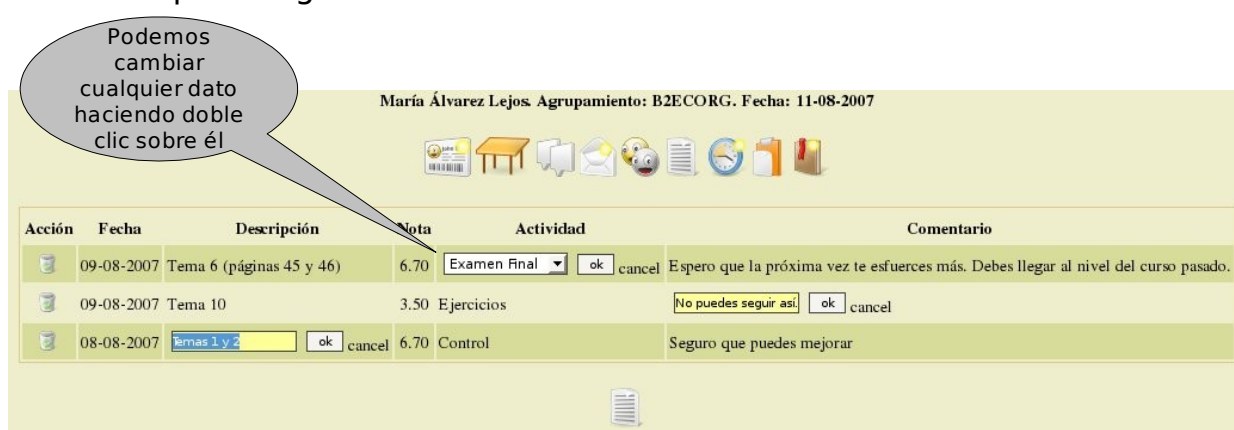 Podemos
cambiar
cualquier dato
haciendo doble
clic sobre él
María Álvarez Lejos. Agrupamiento: B2ECORG. Fecha: 11-08-2007
Acción Fecha Descripción Nota Actividad Comentario
09-08-2007 Tema 6 (páginas 45 y 46) 6.70 Examen Final ok cancel Espero que la próxima vez te esfuerces más. Debes llegar al nivel del curso pasado.
09-08-2007 Tema 10 3.50 Ejercicios No puedes seguir así. ok cancel
08-08-2007 Temas 1 y 2 ok cancel 6.70 Control Seguro que puedes mejorar